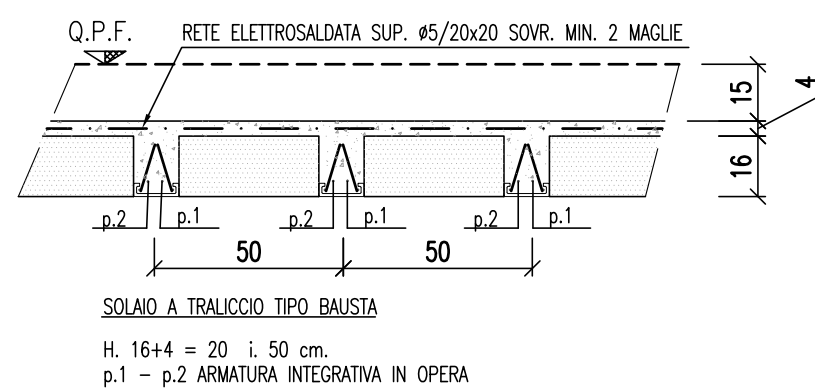 Q.P.F.
RETE ELETTROSALDATA SUP. ø5/20x20 SOVR. MIN. 2 MAGLIE
15
4
16
p.2 p.1 p.2 p.1 p.2 p.1
50 50
SOLAIO A TRALICCIO TIPO BAUSTA
H. 16+4 = 20 i. 50 cm.
p.1 - p.2 ARMATURA INTEGRATIVA IN OPERA